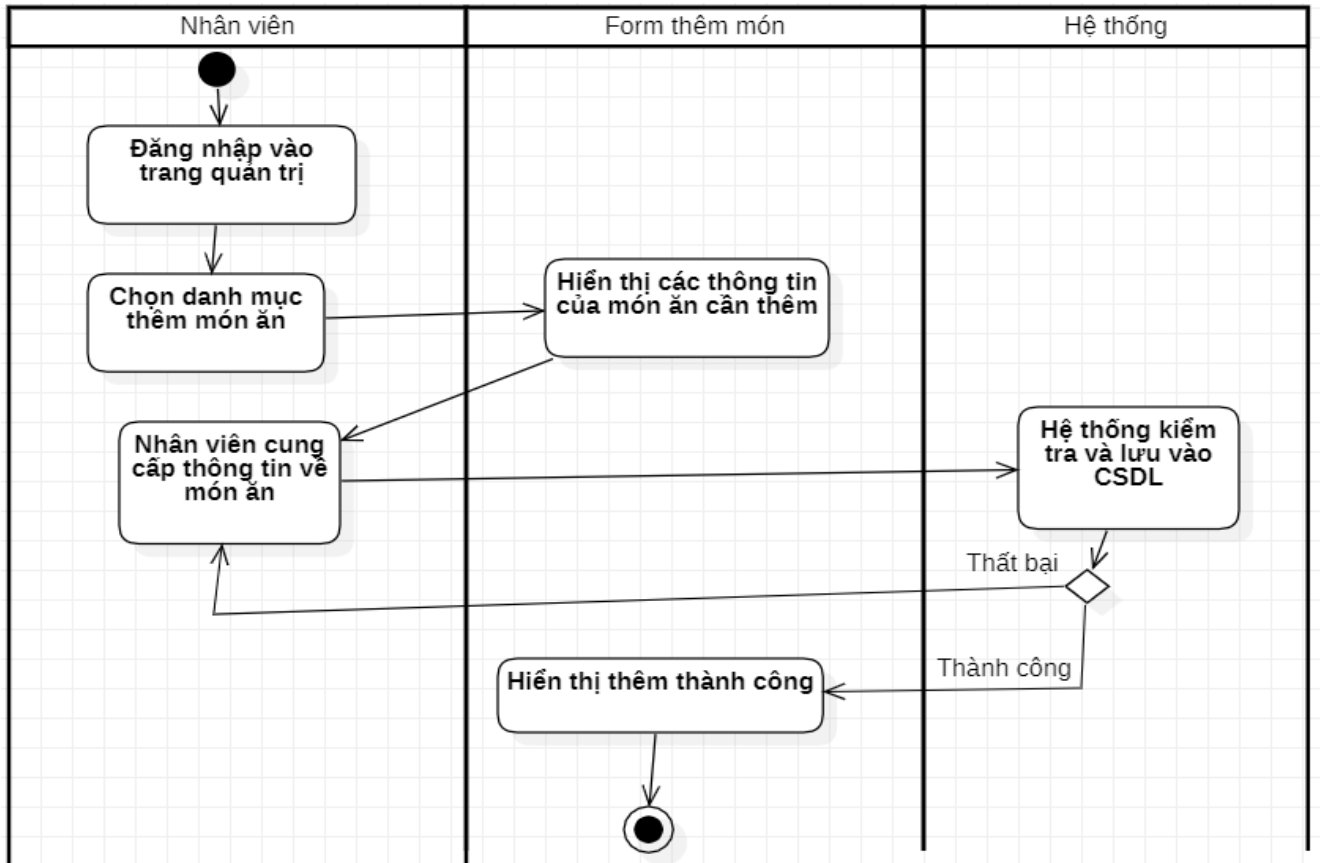 Nhân viên
Form thêm món
Hệ thống
Đăng nhập vào
trang quản trị
Chọn danh mục
thêm món ăn
Hiển thị các thông tin
của món ăn cần thêm
Nhân viên cung
cấp thông tin về
món ăn
Hệ thống kiểm
tra và lưu vào
CSDL
Thất bại
Thành công
Hiển thị thêm thành công